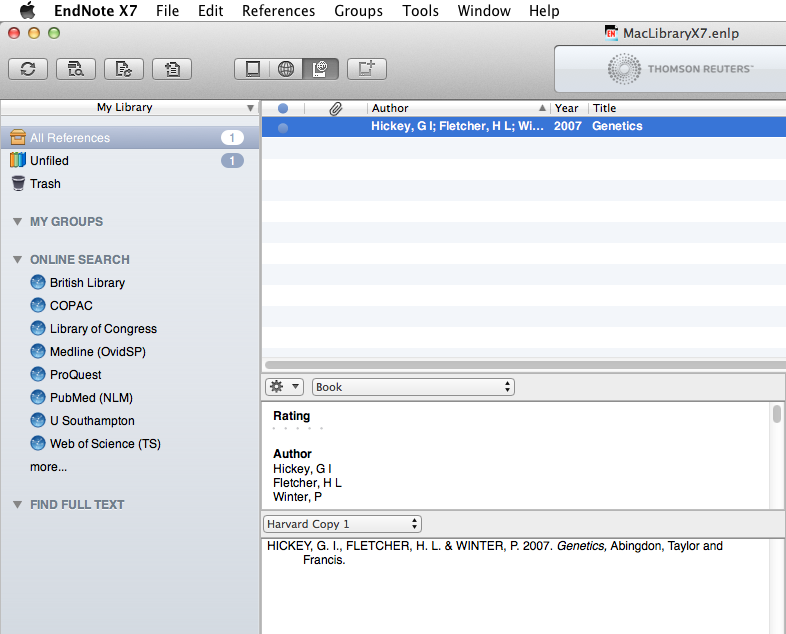 EndNote X7 File Edit References Groups Tools Window Help
MacLibraryX7.enlp
THOMSON REUTERS™
My Library
All References 1
Unfiled 1
Trash
MY GROUPS
ONLINE SEARCH
British Library
COPAC
Library of Congress
Medline (OvidSP)
ProQuest
PubMed (NLM)
U Southampton
Web of Science (TS)
more...
FIND FULL TEXT
Author Year Title
Hickey, G I; Fletcher, H L; Wi... 2007 Genetics
Book
Rating
Author
Hickey, G I
Fletcher, H L
Winter, P
Harvard Copy 1
HICKEY, G. I., FLETCHER, H. L. & WINTER, P. 2007. Genetics, Abingdon, Taylor and
Francis.